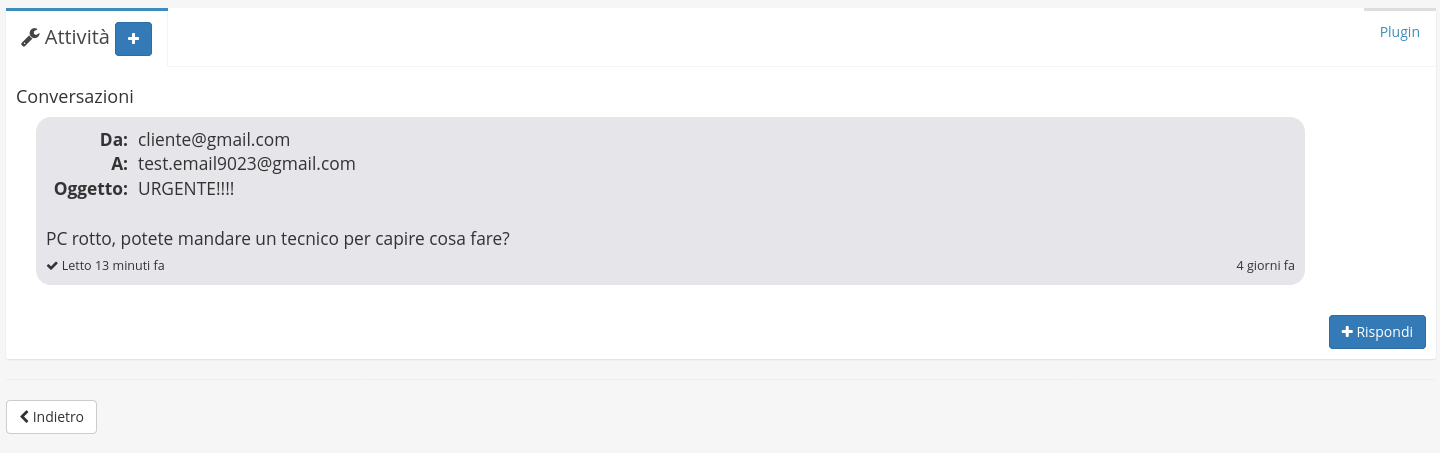 Attività
Plugin
Conversazioni
Da: cliente@gmail.com
A: test.email9023@gmail.com
Oggetto: URGENTE!!!!
PC rotto, potete mandare un tecnico per capire cosa fare?
Letto 13 minuti fa 4 giorni fa
Rispondi
Indietro